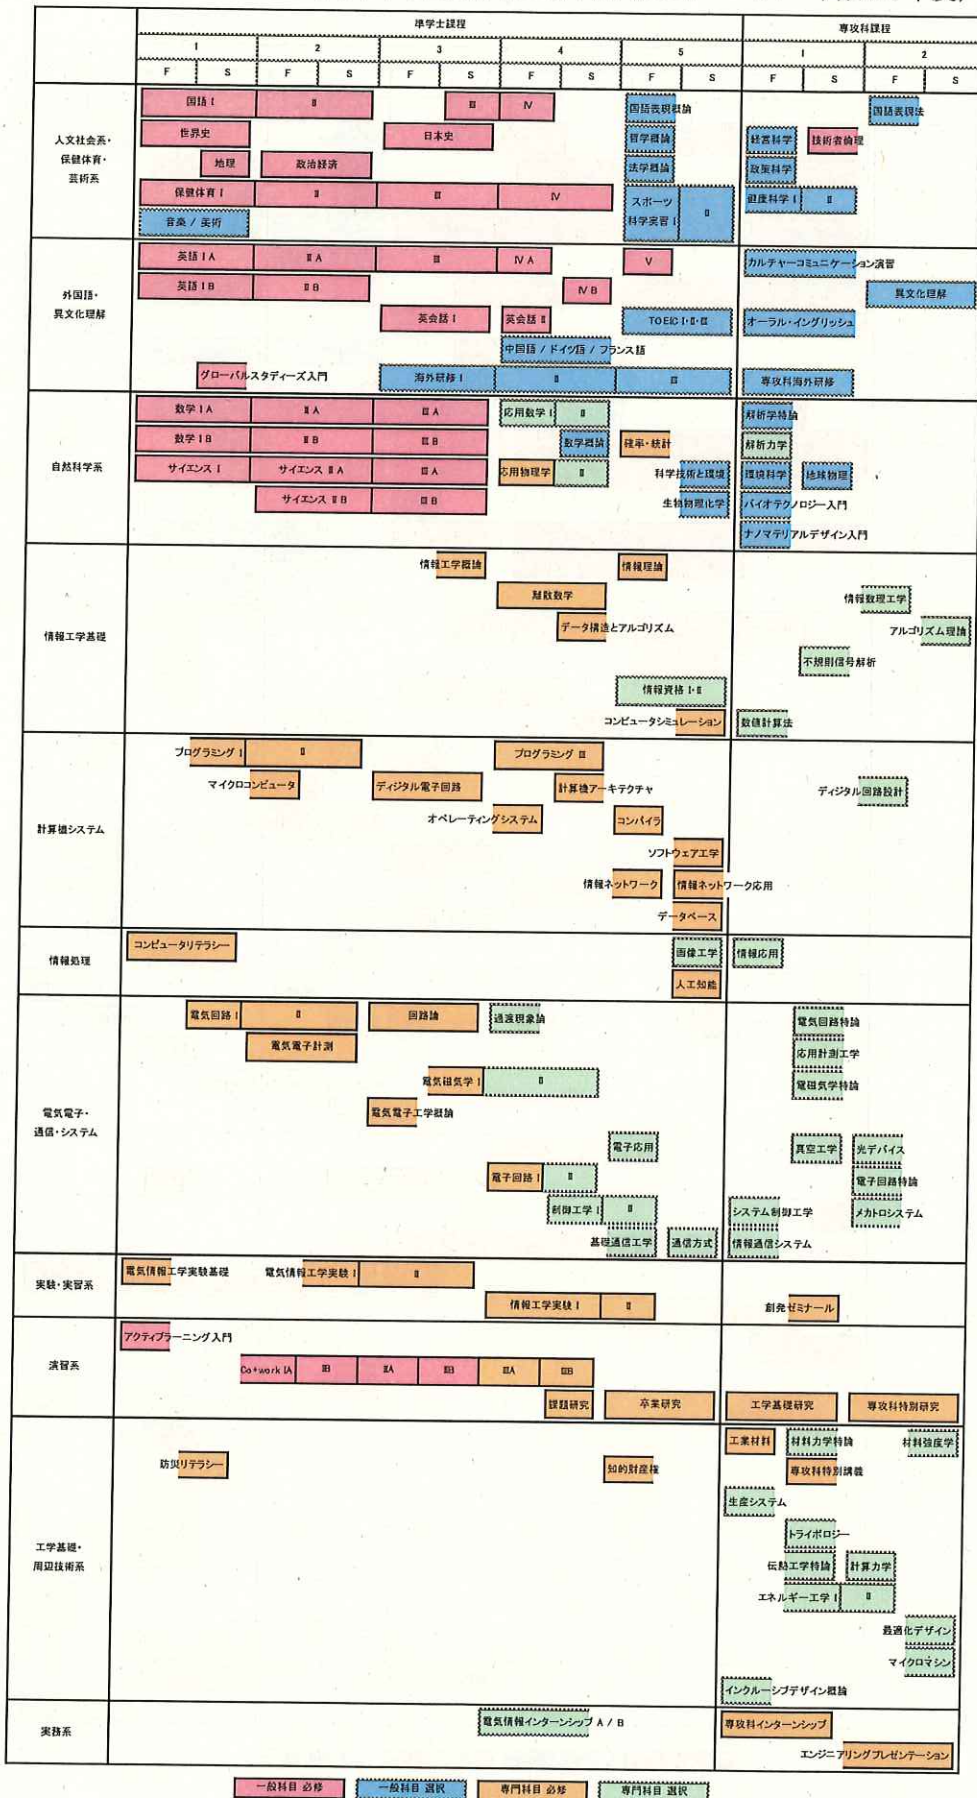 準学士課程 専攻科課程
1 2 3 4 5 1 2
F S F S F S F S F S F S F S
人文社会系・
保健体育・
芸術系
国語 I II III IV 国語表現概論 国語表現法
世界史 日本史 哲学概論 経営科学 技術者倫理
地理 政治経済 法学概論 政策科学
保健体育 I II III IV スポーツ
科学実習 I II 健康科学 I II
音楽 / 美術
外国語・
異文化理解
英語 I A II A III IV A V カルチャーコミュニケーション演習
英語 I B II B IV B 異文化理解
英会話 I 英会話 II TOEIC I・II・III オーラル・イングリッシュ
中国語 / ドイツ語 / フランス語
グローバルスタディーズ入門 海外研修 I II III 専攻科海外研修
自然科学系
数学 I A II A III A 応用数学 I II 解析学特論
数学 I B II B III B 数学概論 確率・統計 解析力学
サイエンス I サイエンス II A III A 応用物理学 I II 科学技術と環境 環境科学 地球物理
サイエンス II B III B 生物物理化学 バイオテクノロジー入門
ナノマテリアルデザイン入門
情報工学基礎
情報工学概論 情報理論
離散数学 情報数理工学
データ構造とアルゴリズム アルゴリズム理論
不規則信号解析
情報資格 I・II
コンピュータシミュレーション 数値計算法
計算機システム
プログラミング I II プログラミング III
マイクロコンピュータ ディジタル電子回路 計算機アーキテクチャ ディジタル回路設計
オペレーティングシステム コンパイラ
ソフトウェア工学
情報ネットワーク 情報ネットワーク応用
データベース
情報処理
コンピュータリテラシー 画像工学 情報応用
人工知能
電気電子・
通信・システム
電気回路 I II 回路論 過渡現象論 電気回路特論
電気電子計測 応用計測工学
電気磁気学 I II 電磁気学特論
電気電子工学概論
電子応用 真空工学 光デバイス
電子回路 I II 電子回路特論
制御工学 I II システム制御工学 メカトロシステム
基礎通信工学 通信方式 情報通信システム
実験・実習系
電気情報工学実験基礎 電気情報工学実験 I II
情報工学実験 I II 創発ゼミナール
演習系
アクティブラーニング入門
Co+work IA IB IIA IIB IIIA IIIB
課題研究 卒業研究 工学基礎研究 専攻科特別研究
工学基礎・
周辺技術系
工業材料 材料力学特論 材料強度学
防災リテラシー 知的財産権 専攻科特別講義
生産システム
トライボロジー
伝熱工学特論 計算力学
エネルギー工学 I II
最適化デザイン
マイクロマシン
インクルーシブデザイン概論
実務系
電気情報インターンシップ A / B 専攻科インターンシップ
エンジニアリングプレゼンテーション
一般科目 必修 一般科目 選択 専門科目 必修 専門科目 選択